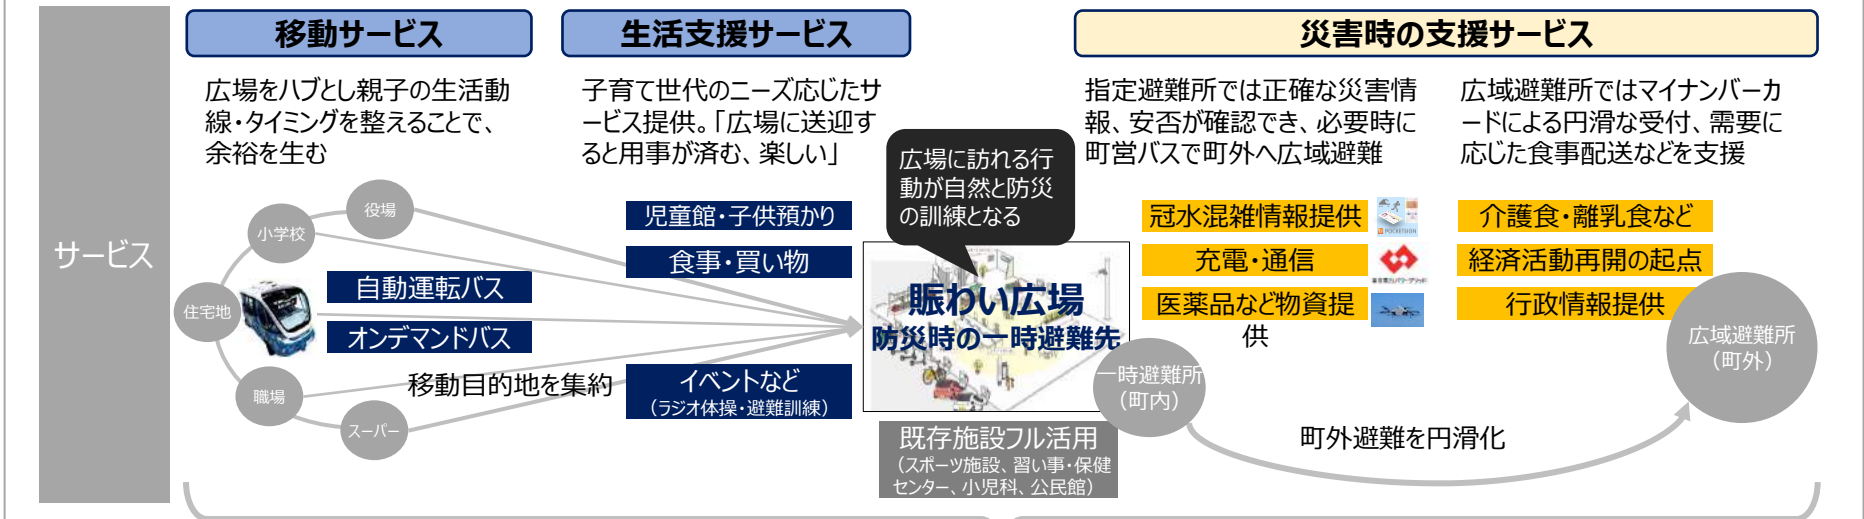 サービス
移動サービス
広場をハブとし親子の生活動
線・タイミングを整えることで、
余裕を生む
役場
小学校
住宅地
職場
スーパー
自動運転バス
オンデマンドバス
移動目的地を集約
生活支援サービス
子育て世代のニーズ応じたサ
ービス提供。「広場に送迎す
ると用事が済む、楽しい」
児童館・子供預かり
食事・買い物
イベントなど
（ラジオ体操・避難訓練）
広場に訪れる行
動が自然と防災
の訓練となる
賑わい広場
防災時の一時避難先
既存施設フル活用
（スポーツ施設、習い事・保健
センター、小児科、公民館）
災害時の支援サービス
指定避難所では正確な災害情
報、安否が確認でき、必要時に
町営バスで町外へ広域避難
冠水混雑情報提供
充電・通信
東京電力パワーグリッド
医薬品など物資提
供
広域避難所ではマイナンバーカ
ードによる円滑な受付、需要に
応じた食事配送などを支援
介護食・離乳食など
経済活動再開の起点
行政情報提供
一時避難所
（町内）
町外避難を円滑化
広域避難所
（町外）